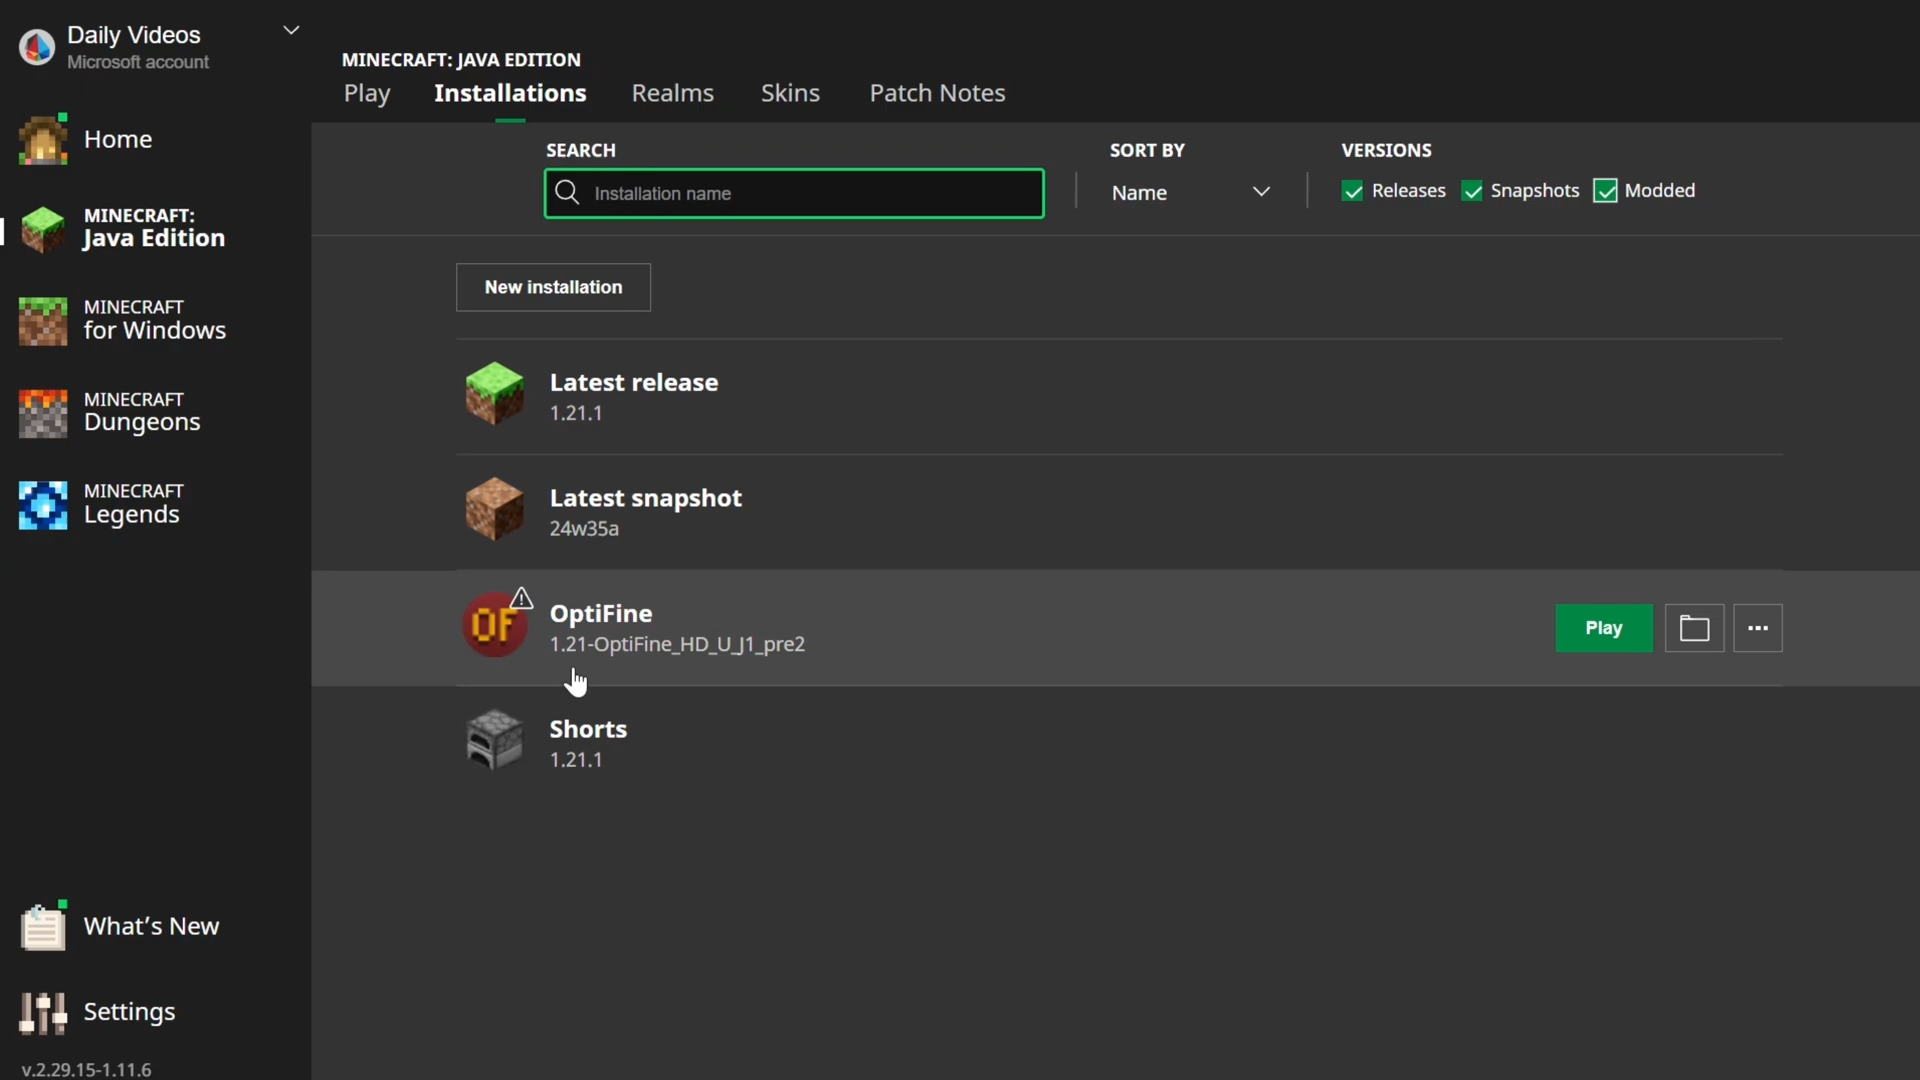 Daily Videos
Microsoft account
Home
MINECRAFT:
Java Edition
MINECRAFT
for Windows
MINECRAFT
Dungeons
MINECRAFT
Legends
What's New
Settings
v.2.29.15-1.11.6
MINECRAFT: JAVA EDITION
Play Installations Realms Skins Patch Notes
SEARCH SORT BY VERSIONS
Installation name Name Releases Snapshots Modded
New installation
Latest release
1.21.1
Latest snapshot
24w35a
OF OptiFine
1.21-OptiFine_HD_U_J1_pre2
Play ...
Shorts
1.21.1